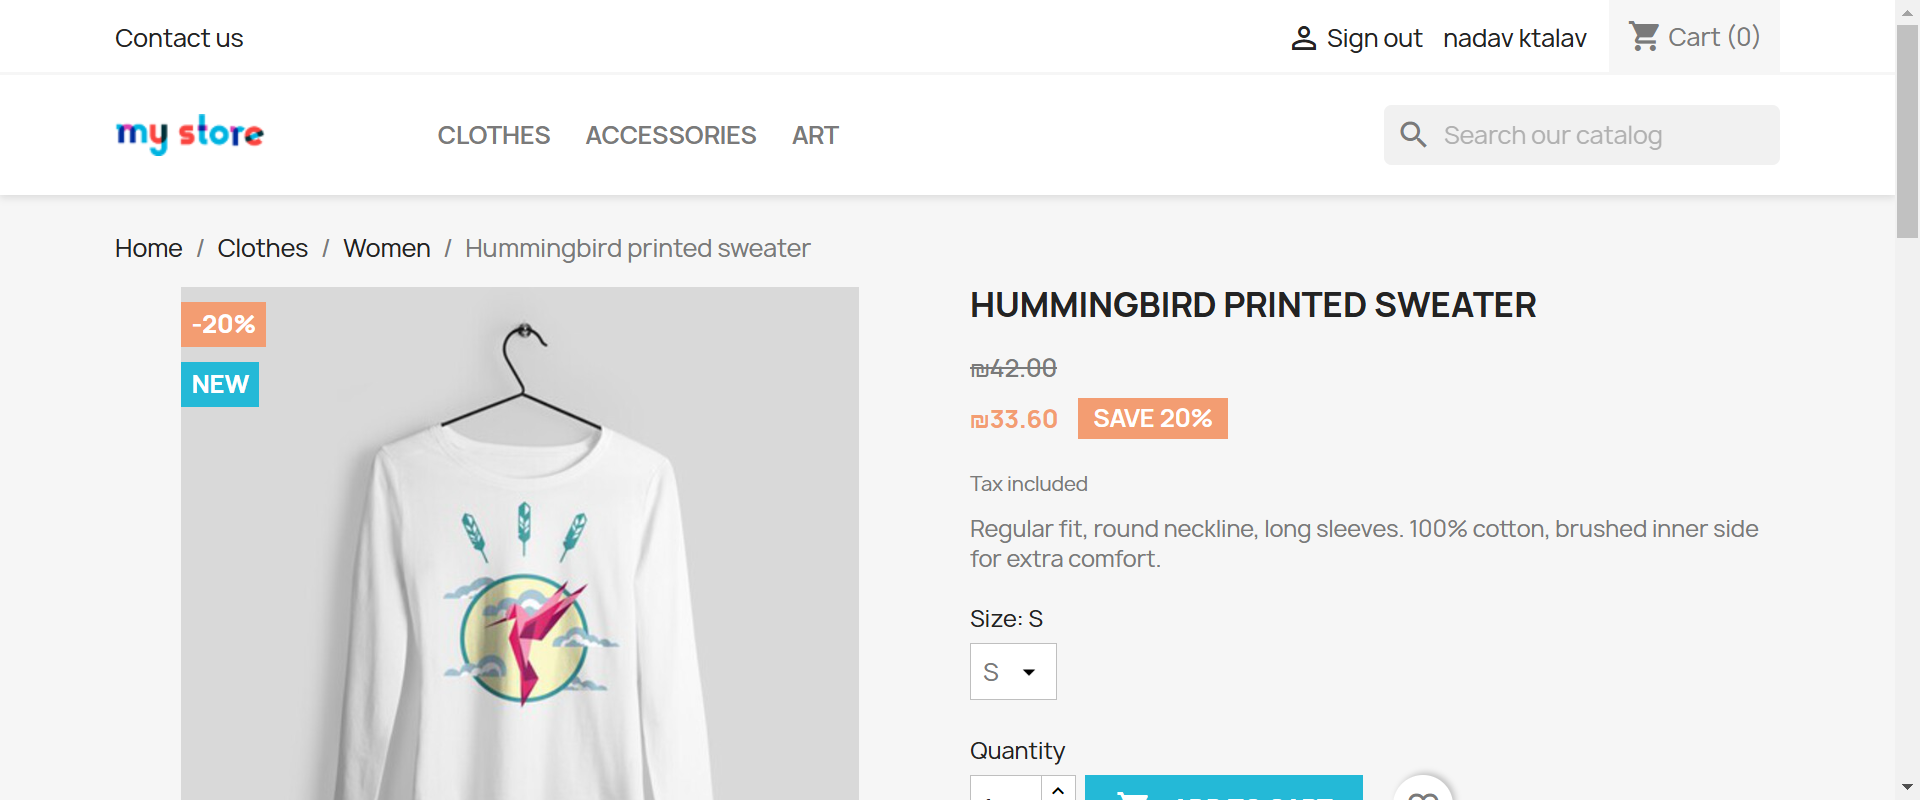 Contact us
Sign out nadav ktalav Cart (0)
my store
CLOTHES ACCESSORIES ART
Search our catalog
Home / Clothes / Women / Hummingbird printed sweater
-20%
NEW
HUMMINGBIRD PRINTED SWEATER
₪42.00
₪33.60 SAVE 20%
Tax included
Regular fit, round neckline, long sleeves. 100% cotton, brushed inner side
for extra comfort.
Size: S
S
Quantity